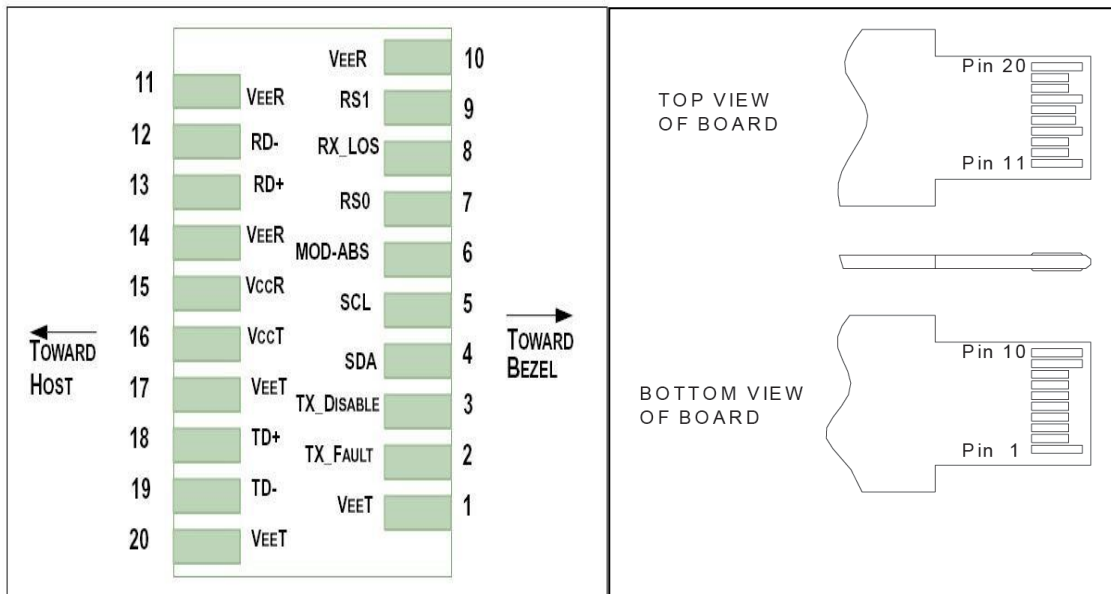 VEER 10
11 VEER
RS1 9
12 RD-
RX_LOS 8
13 RD+
RS0 7
14 VEER
MOD-ABS 6
15 VCCR
SCL 5
16 VCCT
TOWARD
HOST
TOWARD
BEZEL
SDA 4
17 VEET
TX_DISABLE 3
18 TD+
TX_FAULT 2
19 TD-
VEET 1
20 VEET
TOP VIEW
OF BOARD
Pin 20
Pin 11
BOTTOM VIEW
OF BOARD
Pin 10
Pin 1